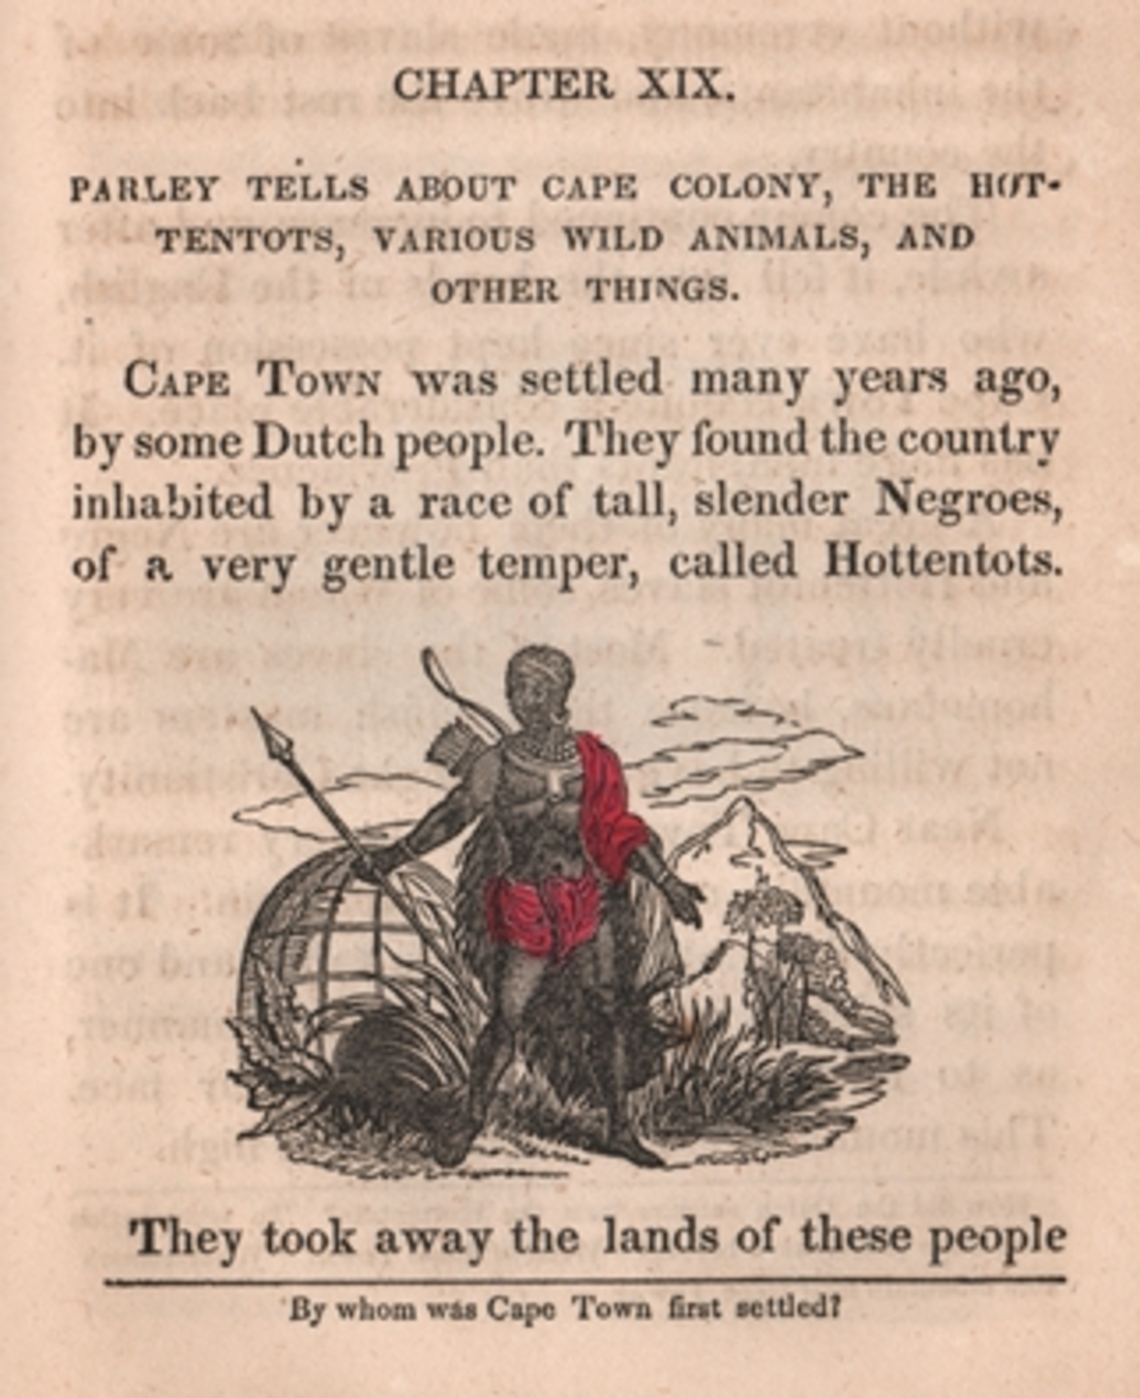 CHAPTER XIX.
PARLEY TELLS ABOUT CAPE COLONY, THE HOT-
TENTOTS, VARIOUS WILD ANIMALS, AND
OTHER THINGS.
CAPE TOWN was settled many years ago,
by some Dutch people. They found the country
inhabited by a race of tall, slender Negroes,
of a very gentle temper, called Hottentots.
They took away the lands of these people
By whom was Cape Town first settled?